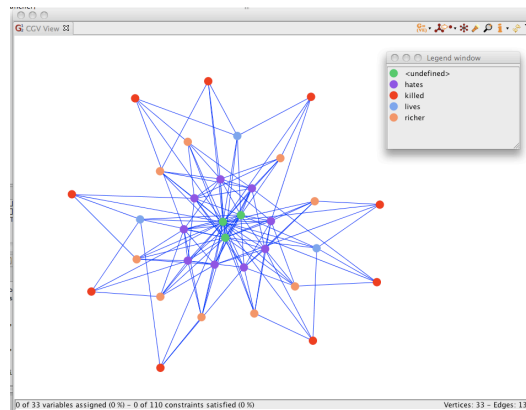 CGV View
Legend window
<undefined>
hates
killed
lives
richer
0 of 33 variables assigned (0 %) – 0 of 110 constraints satisfied (0 %)
Vertices: 33 – Edges: 13